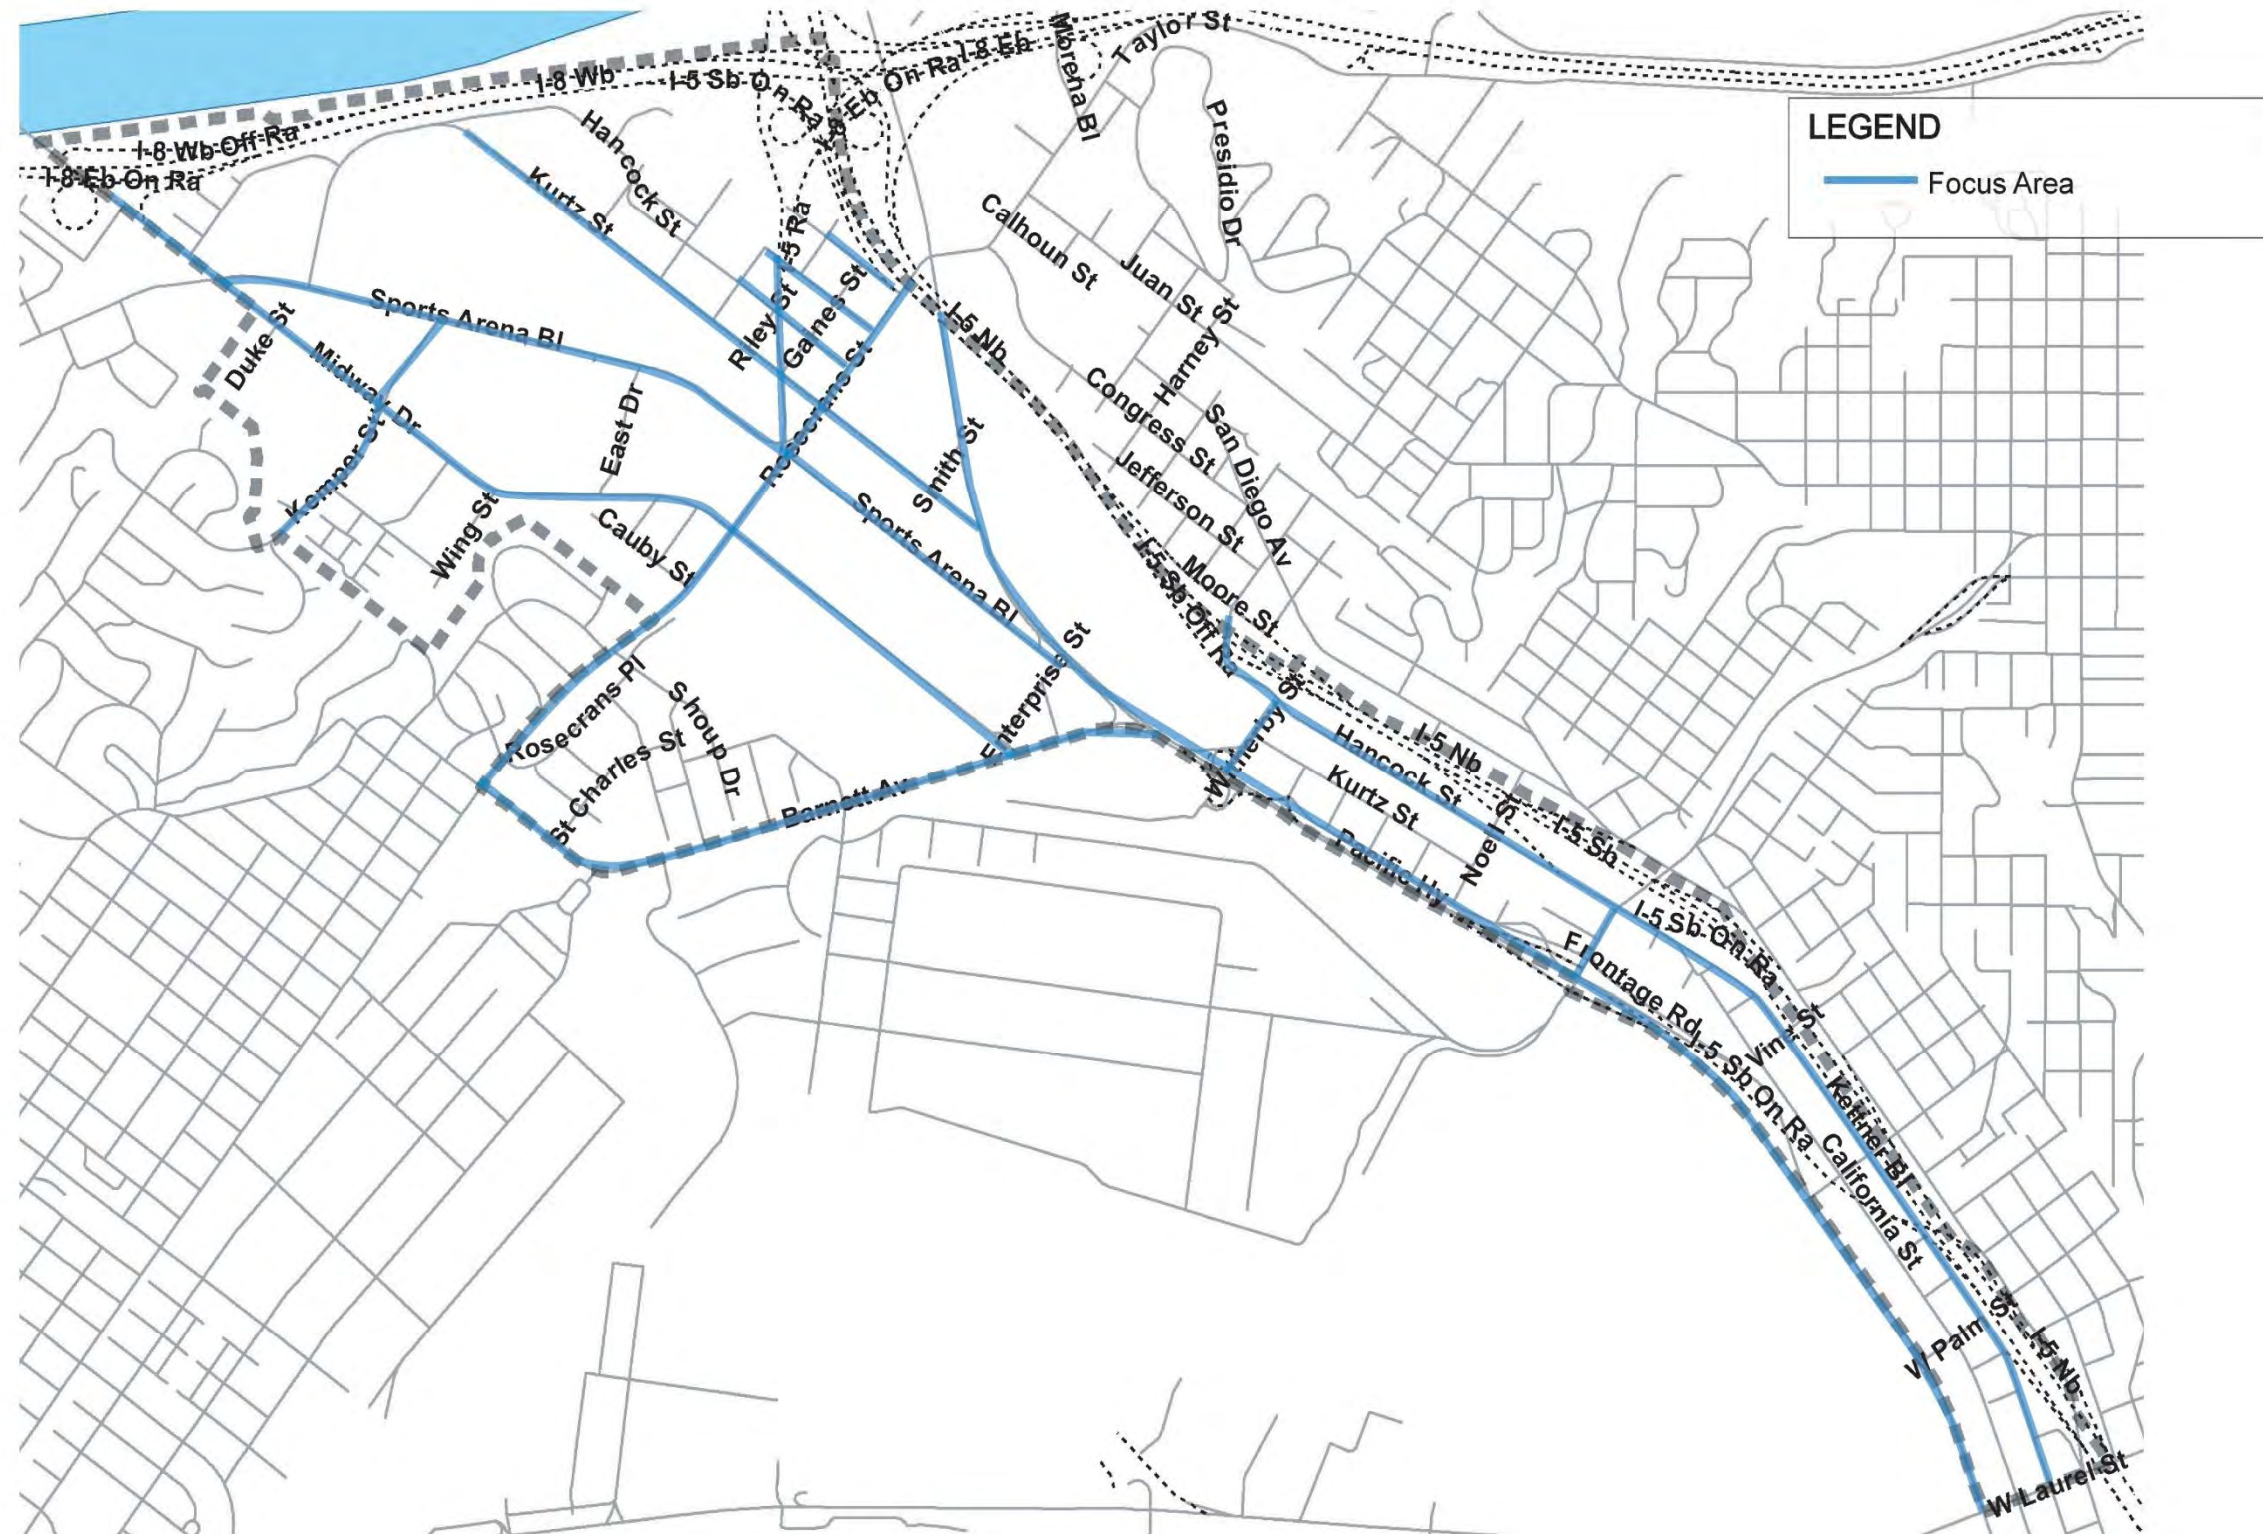 Taylor St
Morena Bl
I-8 Eb
I-8 Wb
I-5 Sb On Ra
Eb On Ra
I-8 Wb Off Ra
I-8 Eb On Ra
LEGEND
Focus Area
Hancock St
Kurtz St
Presidio Dr
Calhoun St
Juan St
Harney St
I-5 Nb
Sports Arena Bl
Duke St
Midway Dr
Riley St
Gaines St
I-5 Ra
Rosecrans St
East Dr
Kemper St
Wing St
Cauby St
Smith St
Congress St
San Diego Av
Jefferson St
Moore St
I-5 Sb Off Ra
Sports Arena Bl
Enterprise St
Rosecrans Pl
Shoup Dr
St Charles St
Barnett Av
Hancock St
Kurtz St
I-5 Nb
Noel St
I-5 Sb
Pacific Hy
Frontage Rd
I-5 Sb On Ra
I-5 Sb On Ra
Kettner Bl
California St
I-5 Nb
W Laurel St